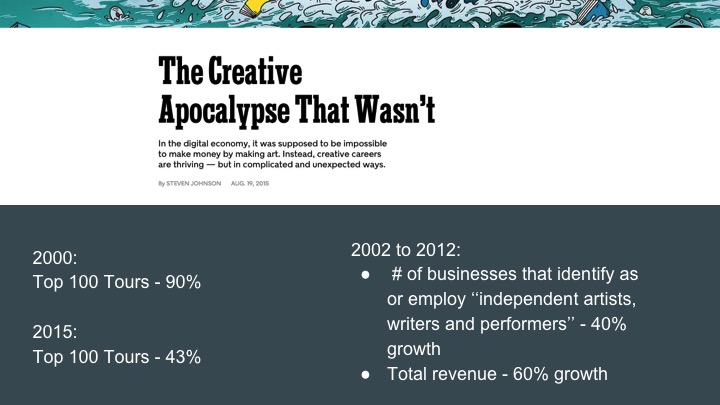 The Creative
Apocalypse That Wasn’t
In the digital economy, it was supposed to be impossible
to make money by making art. Instead, creative careers
are thriving — but in complicated and unexpected ways.
By STEVEN JOHNSON AUG. 19, 2015
2000:
Top 100 Tours - 90%
2015:
Top 100 Tours - 43%
2002 to 2012:
● # of businesses that identify as
or employ ‘‘independent artists,
writers and performers’’ - 40%
growth
● Total revenue - 60% growth